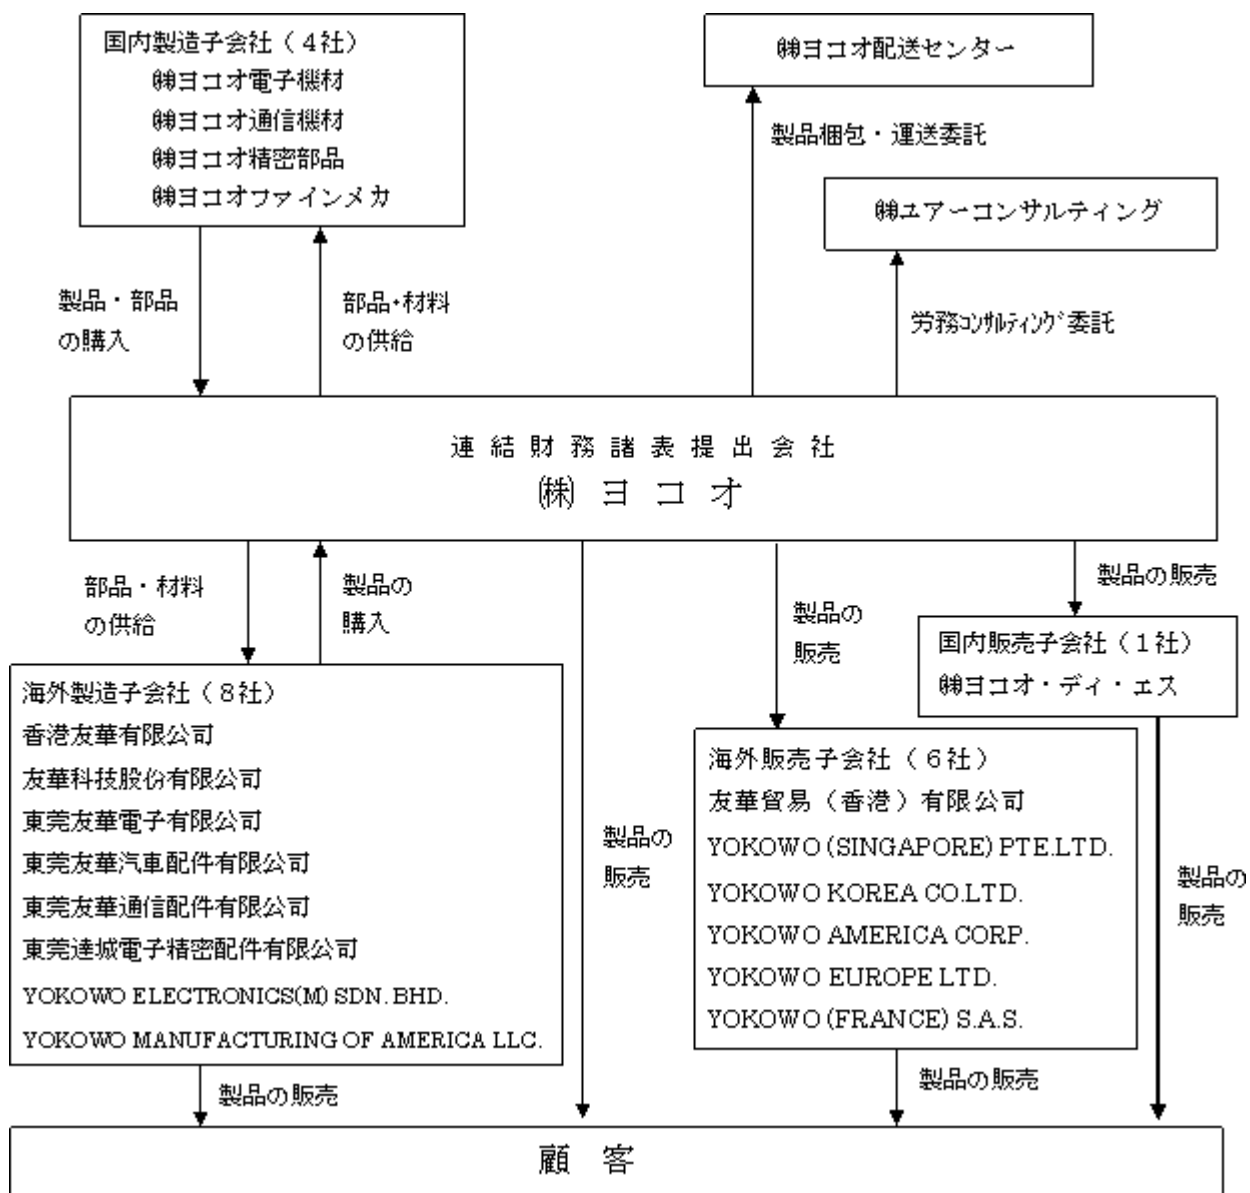 国内製造子会社（４社）
㈱ヨコオ電子機材
㈱ヨコオ通信機材
㈱ヨコオ精密部品
㈱ヨコオファインメカ
㈱ヨコオ配送センター
製品梱包・運送委託
㈱ユアーコンサルティング
労務ｺﾝｻﾙﾃｨﾝｸﾞ委託
製品・部品
の購入
部品・材料
の供給
連結財務諸表提出会社
㈱ヨコオ
部品・材料
の供給
製品の
購入
製品の
販売
製品の販売
国内販売子会社（１社）
㈱ヨコオ・ディ・エス
海外製造子会社（８社）
香港友華有限公司
友華科技股份有限公司
東莞友華電子有限公司
東莞友華汽車配件有限公司
東莞友華通信配件有限公司
東莞達城電子精密配件有限公司
YOKOWO ELECTRONICS(M) SDN. BHD.
YOKOWO MANUFACTURING OF AMERICA LLC.
製品の
販売
海外販売子会社（６社）
友華貿易（香港）有限公司
YOKOWO (SINGAPORE) PTE.LTD.
YOKOWO KOREA CO.LTD.
YOKOWO AMERICA CORP.
YOKOWO EUROPE LTD.
YOKOWO (FRANCE) S.A.S.
製品の
販売
製品の販売
製品の販売
顧客